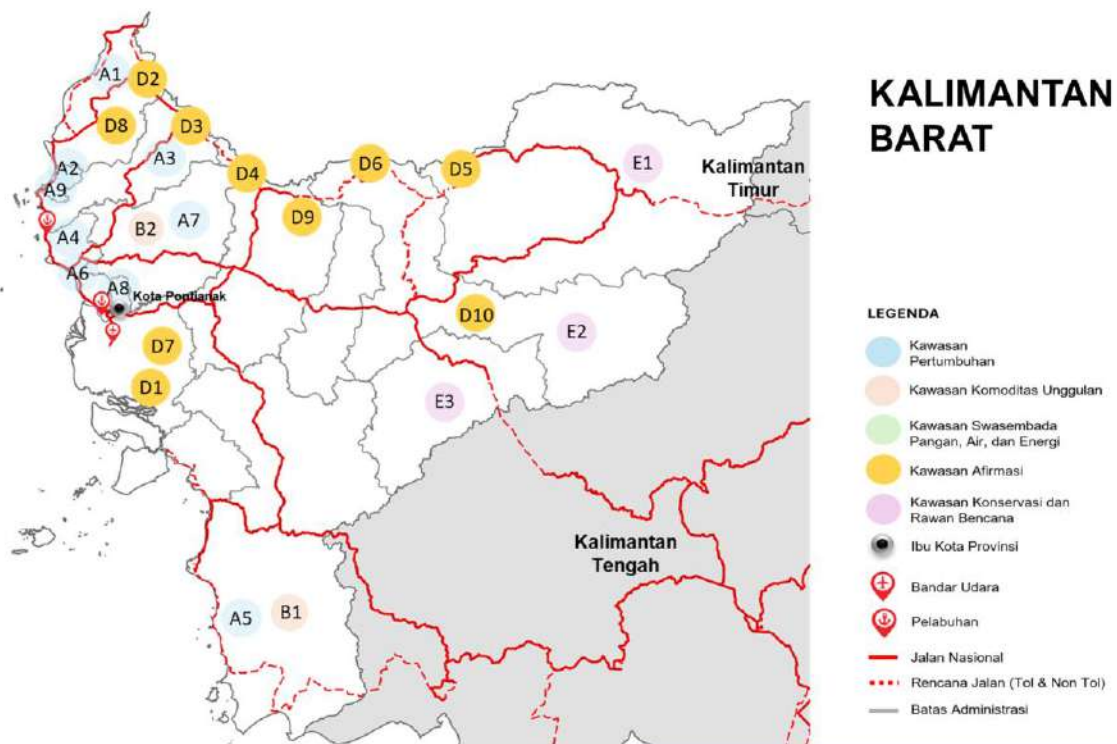 KALIMANTAN
BARAT
A1
D2
D8
D3
A3
A2
A9
D4
D6
D5
E1
Kalimantan
Timur
D9
B2
A7
A4
A6
A8
Kota Pontianak
D10
E2
D7
D1
E3
Kalimantan
Tengah
A5
B1
LEGENDA
Kawasan
Pertumbuhan
Kawasan Komoditas Unggulan
Kawasan Swasembada
Pangan, Air, dan Energi
Kawasan Afirmasi
Kawasan Konservasi dan
Rawan Bencana
Ibu Kota Provinsi
Bandar Udara
Pelabuhan
Jalan Nasional
Rencana Jalan (Tol & Non Tol)
Batas Administrasi